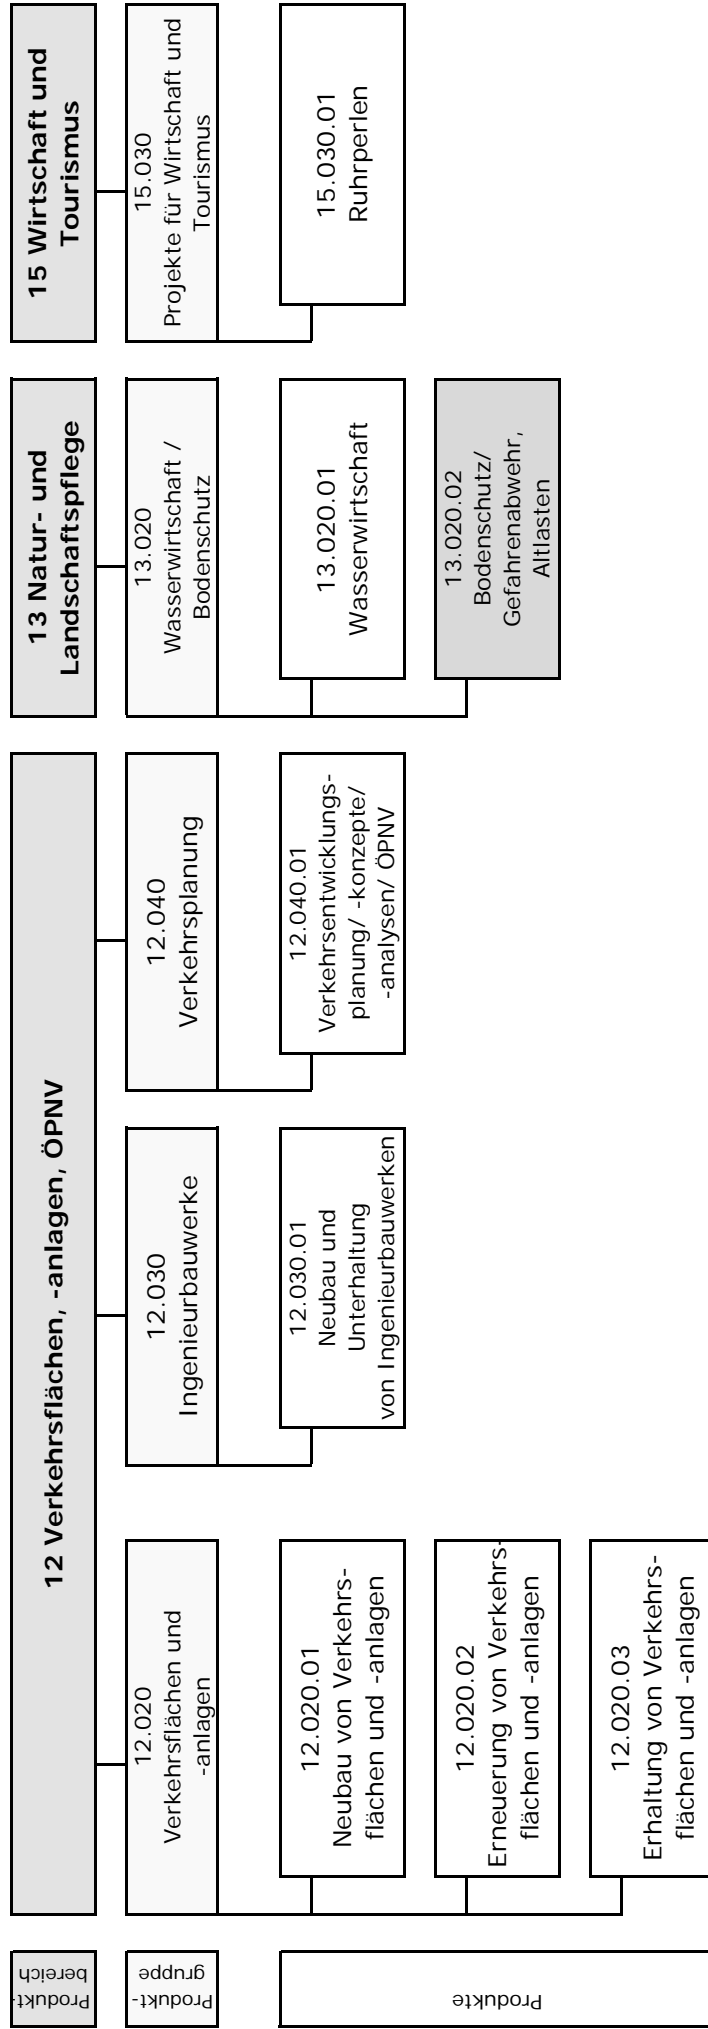 Produkt-
bereich
12 Verkehrsflächen, -anlagen, ÖPNV
13 Natur- und
Landschaftspflege
15 Wirtschaft und
Tourismus
Produkt-
gruppe
12.020
Verkehrsflächen und
-anlagen
12.030
Ingenieurbauwerke
12.040
Verkehrsplanung
13.020
Wasserwirtschaft /
Bodenschutz
15.030
Projekte für Wirtschaft und
Tourismus
Produkte
12.020.01
Neubau von Verkehrs-
flächen und -anlagen
12.030.01
Neubau und
Unterhaltung
von Ingenieurbauwerken
12.040.01
Verkehrsentwicklungs-
planung/ -konzepte/
-analysen/ ÖPNV
13.020.01
Wasserwirtschaft
15.030.01
Ruhrperlen
12.020.02
Erneuerung von Verkehrs-
flächen und -anlagen
13.020.02
Bodenschutz/
Gefahrenabwehr,
Altlasten
12.020.03
Erhaltung von Verkehrs-
flächen und -anlagen